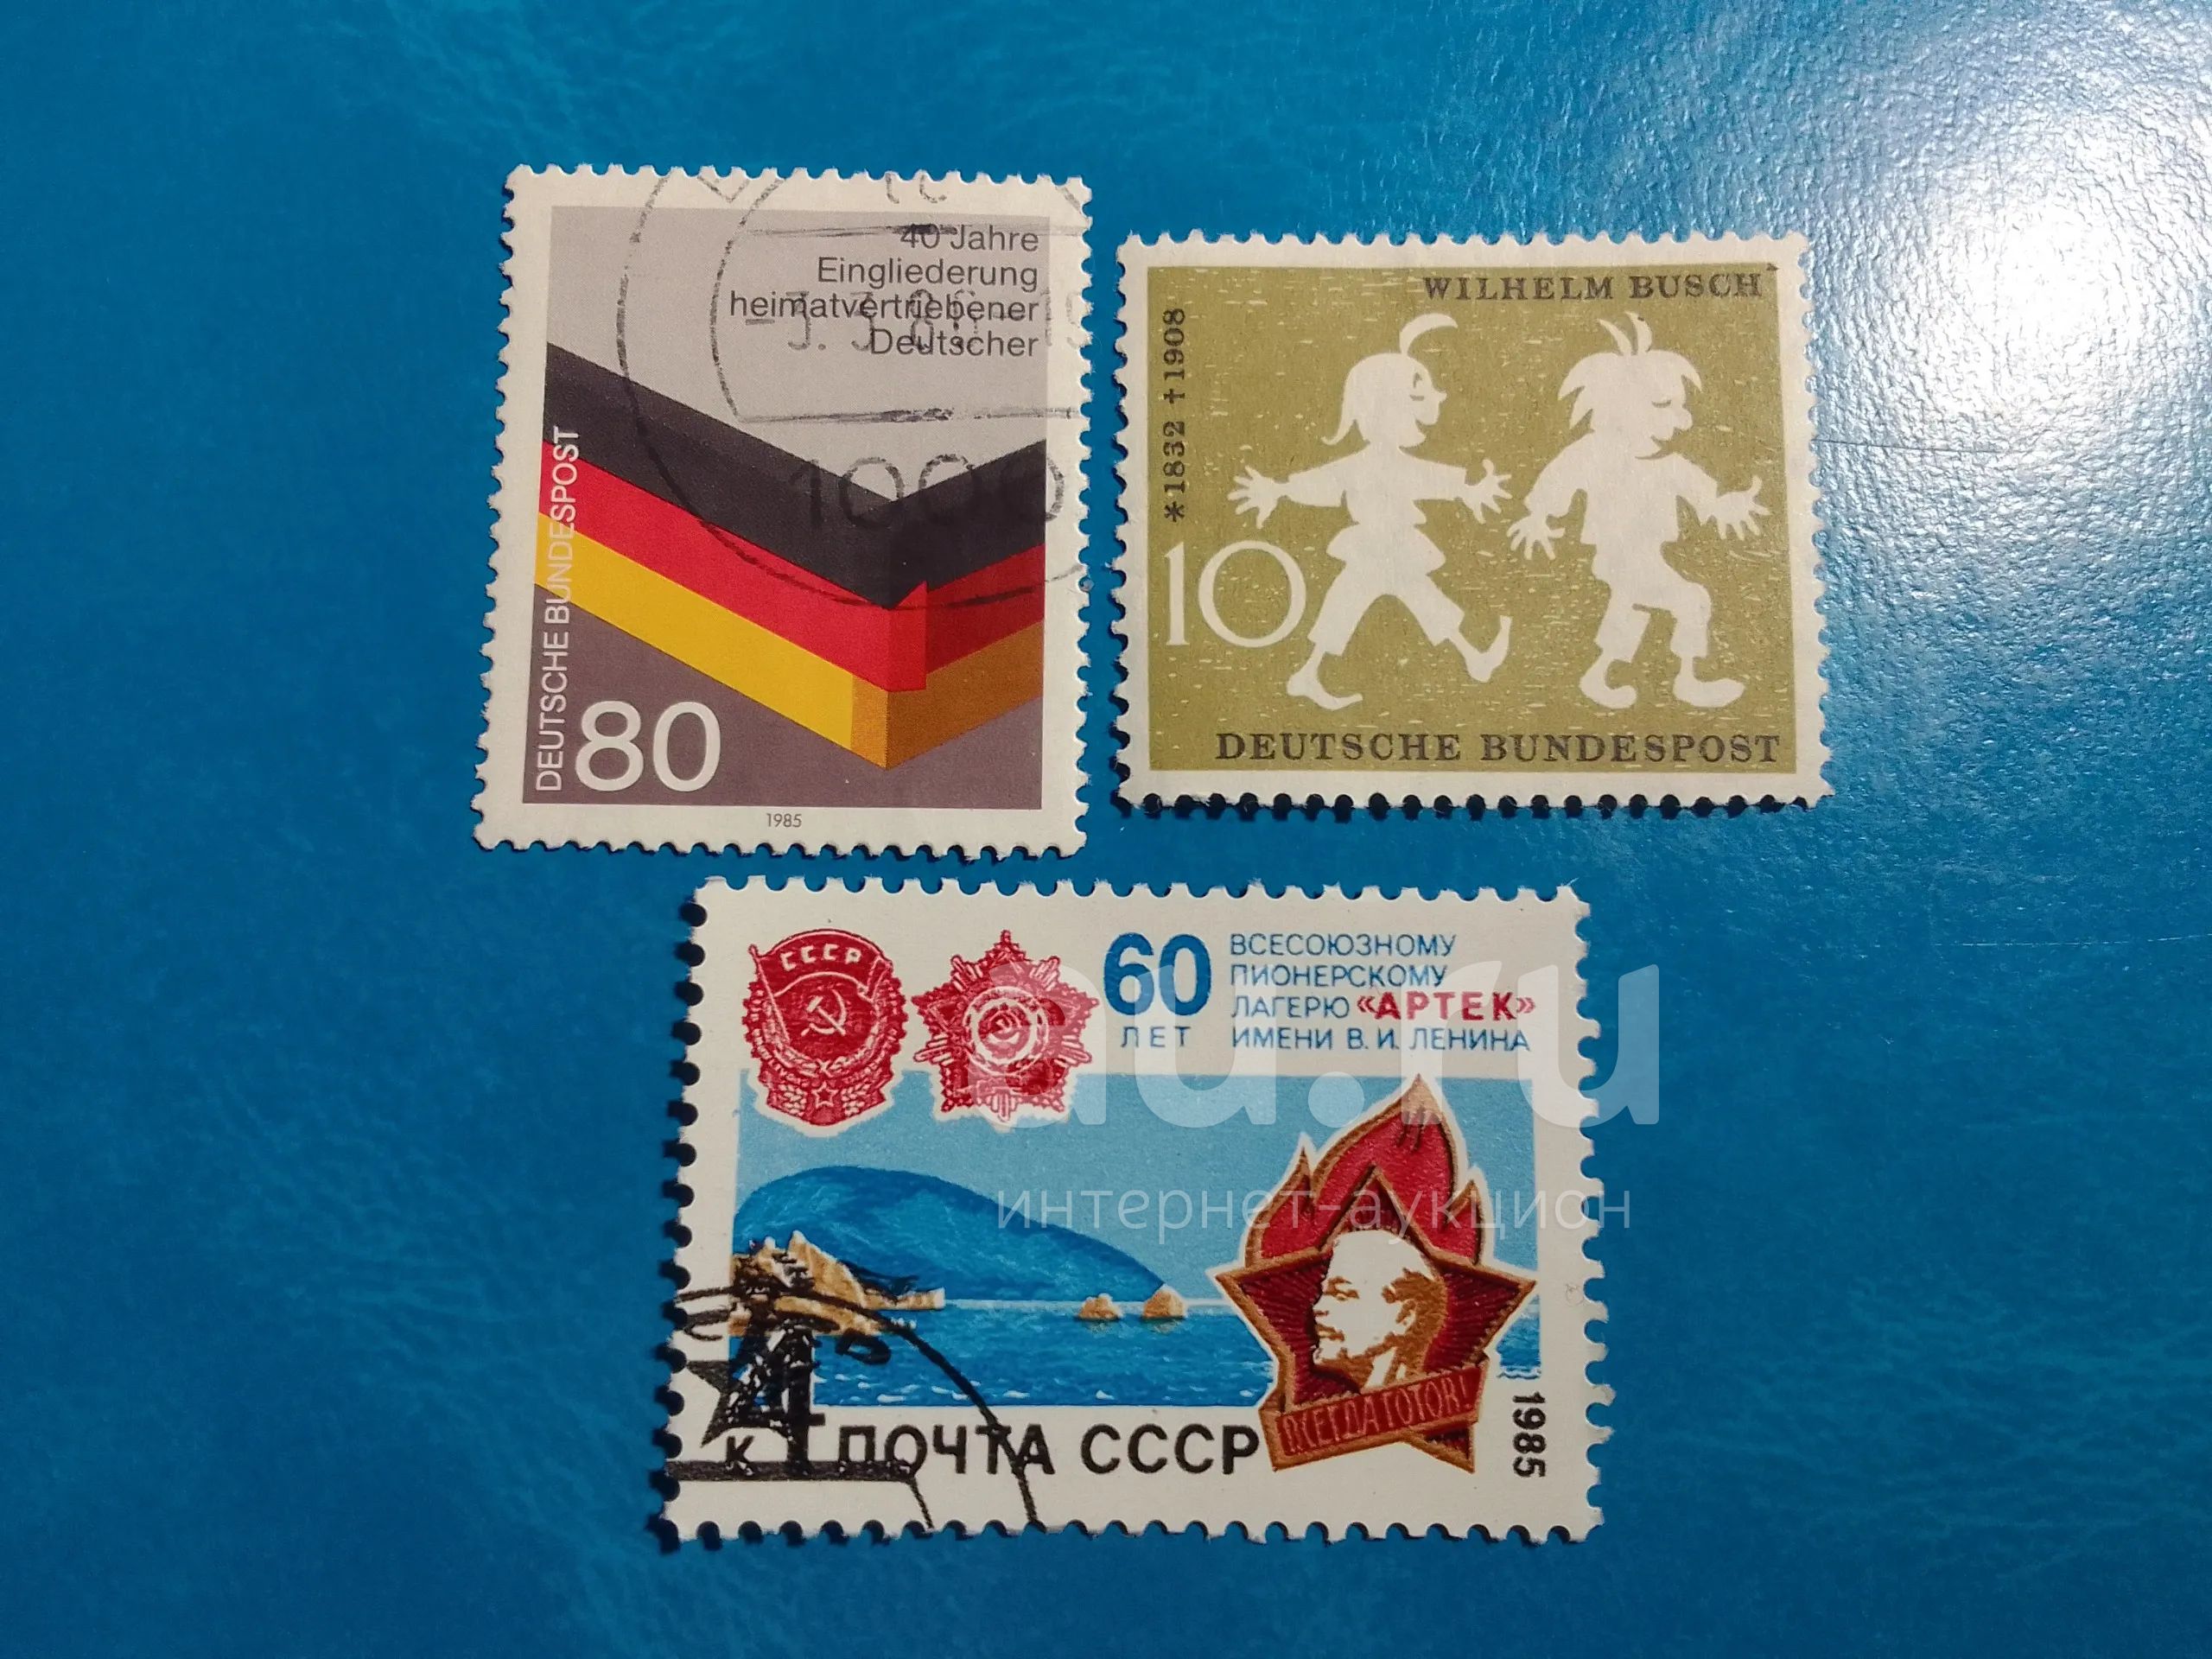 40 Jahre
Eingliederung
heimatvertriebener
Deutscher
1000
DEUTSCHE BUNDESPOST
80
1985
WILHELM BUSCH
*1832 †1908
10
DEUTSCHE BUNDESPOST
СССР
60
ЛЕТ
ВСЕСОЮЗНОМУ
ПИОНЕРСКОМУ
ЛАГЕРЮ «АРТЕК»
ИМЕНИ В. И. ЛЕНИНА
au.ru
интернет-аукцион
ВСЕГДА ГОТОВ!
4
К ПОЧТА СССР
1985